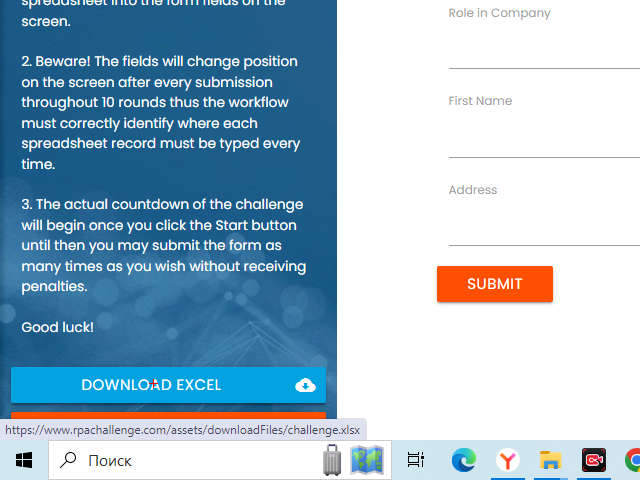 spreadsheet into the form fields on the
screen.
2. Beware! The fields will change position
on the screen after every submission
throughout 10 rounds thus the workflow
must correctly identify where each
spreadsheet record must be typed every
time.
3. The actual countdown of the challenge
will begin once you click the Start button
until then you may submit the form as
many times as you wish without receiving
penalties.
Good luck!
DOWNLOAD EXCEL
Role in Company
First Name
Address
SUBMIT
https://www.rpachallenge.com/assets/downloadFiles/challenge.xlsx
Поиск